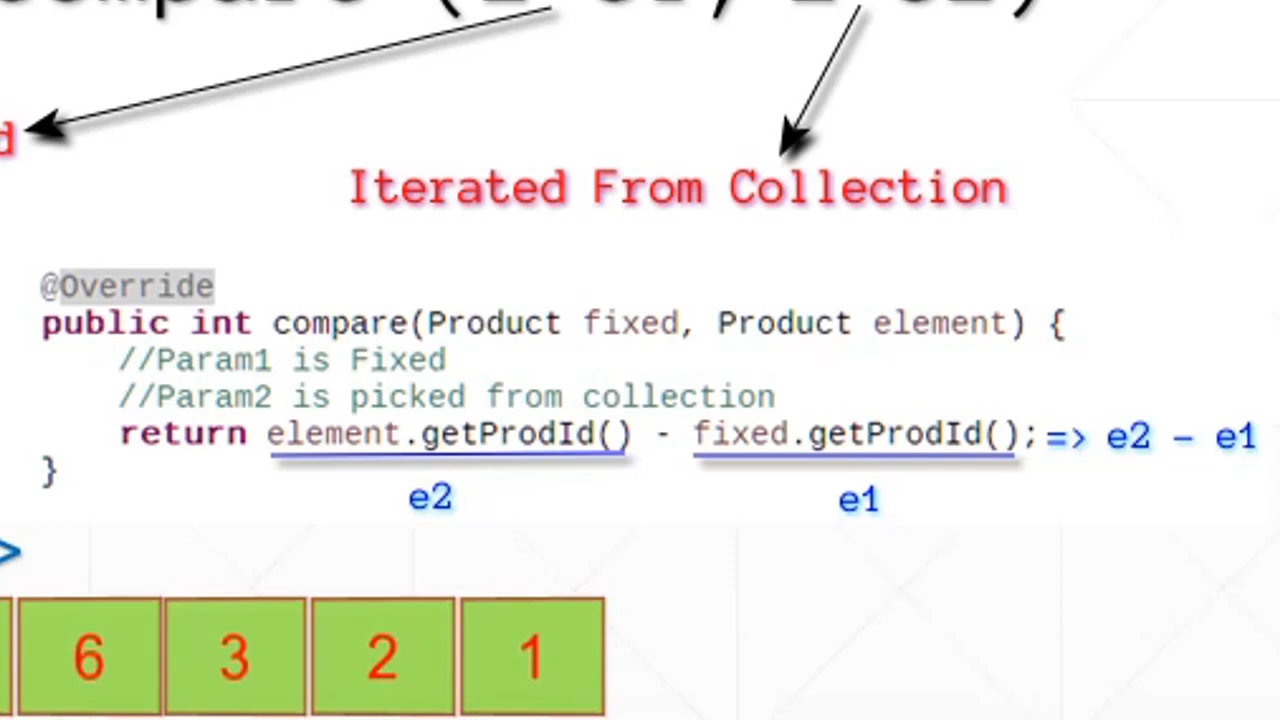 Iterated From Collection
@Override
public int compare(Product fixed, Product element) {
//Param1 is Fixed
//Param2 is picked from collection
return element.getProdId() - fixed.getProdId(); => e2 - e1
}
e2 e1
>
6 3 2 1